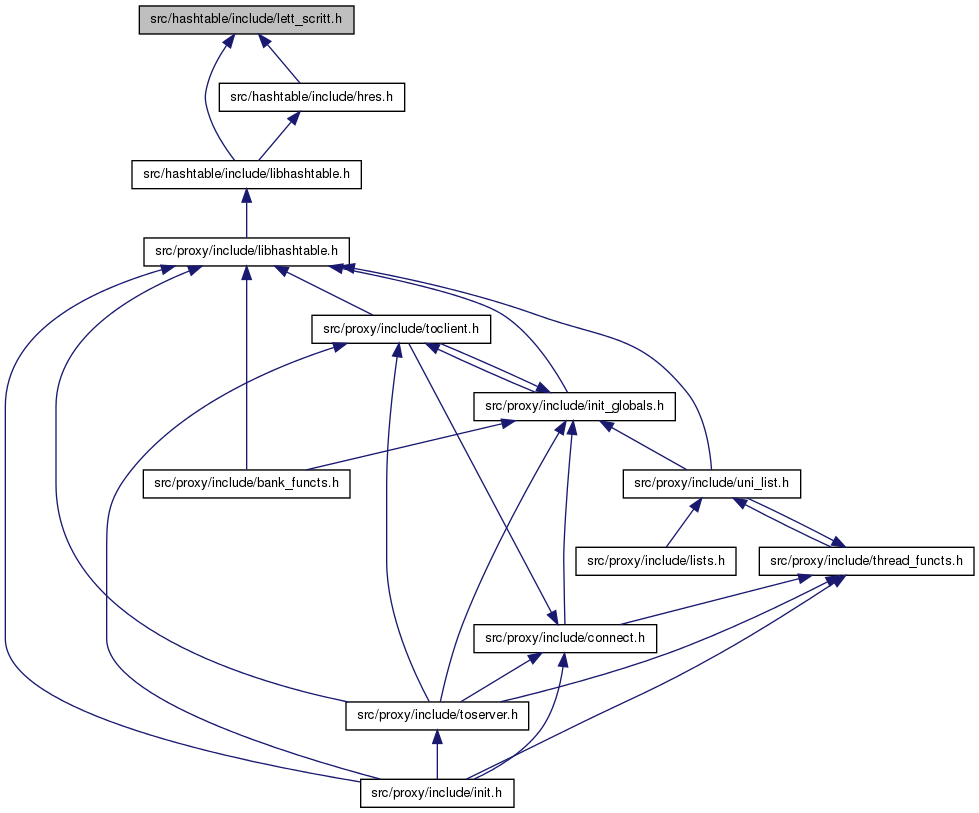 src/hashtable/include/lett_scritt.h
src/hashtable/include/hres.h
src/hashtable/include/libhashtable.h
src/proxy/include/libhashtable.h
src/proxy/include/toclient.h
src/proxy/include/init_globals.h
src/proxy/include/bank_functs.h
src/proxy/include/uni_list.h
src/proxy/include/lists.h
src/proxy/include/thread_functs.h
src/proxy/include/connect.h
src/proxy/include/toserver.h
src/proxy/include/init.h